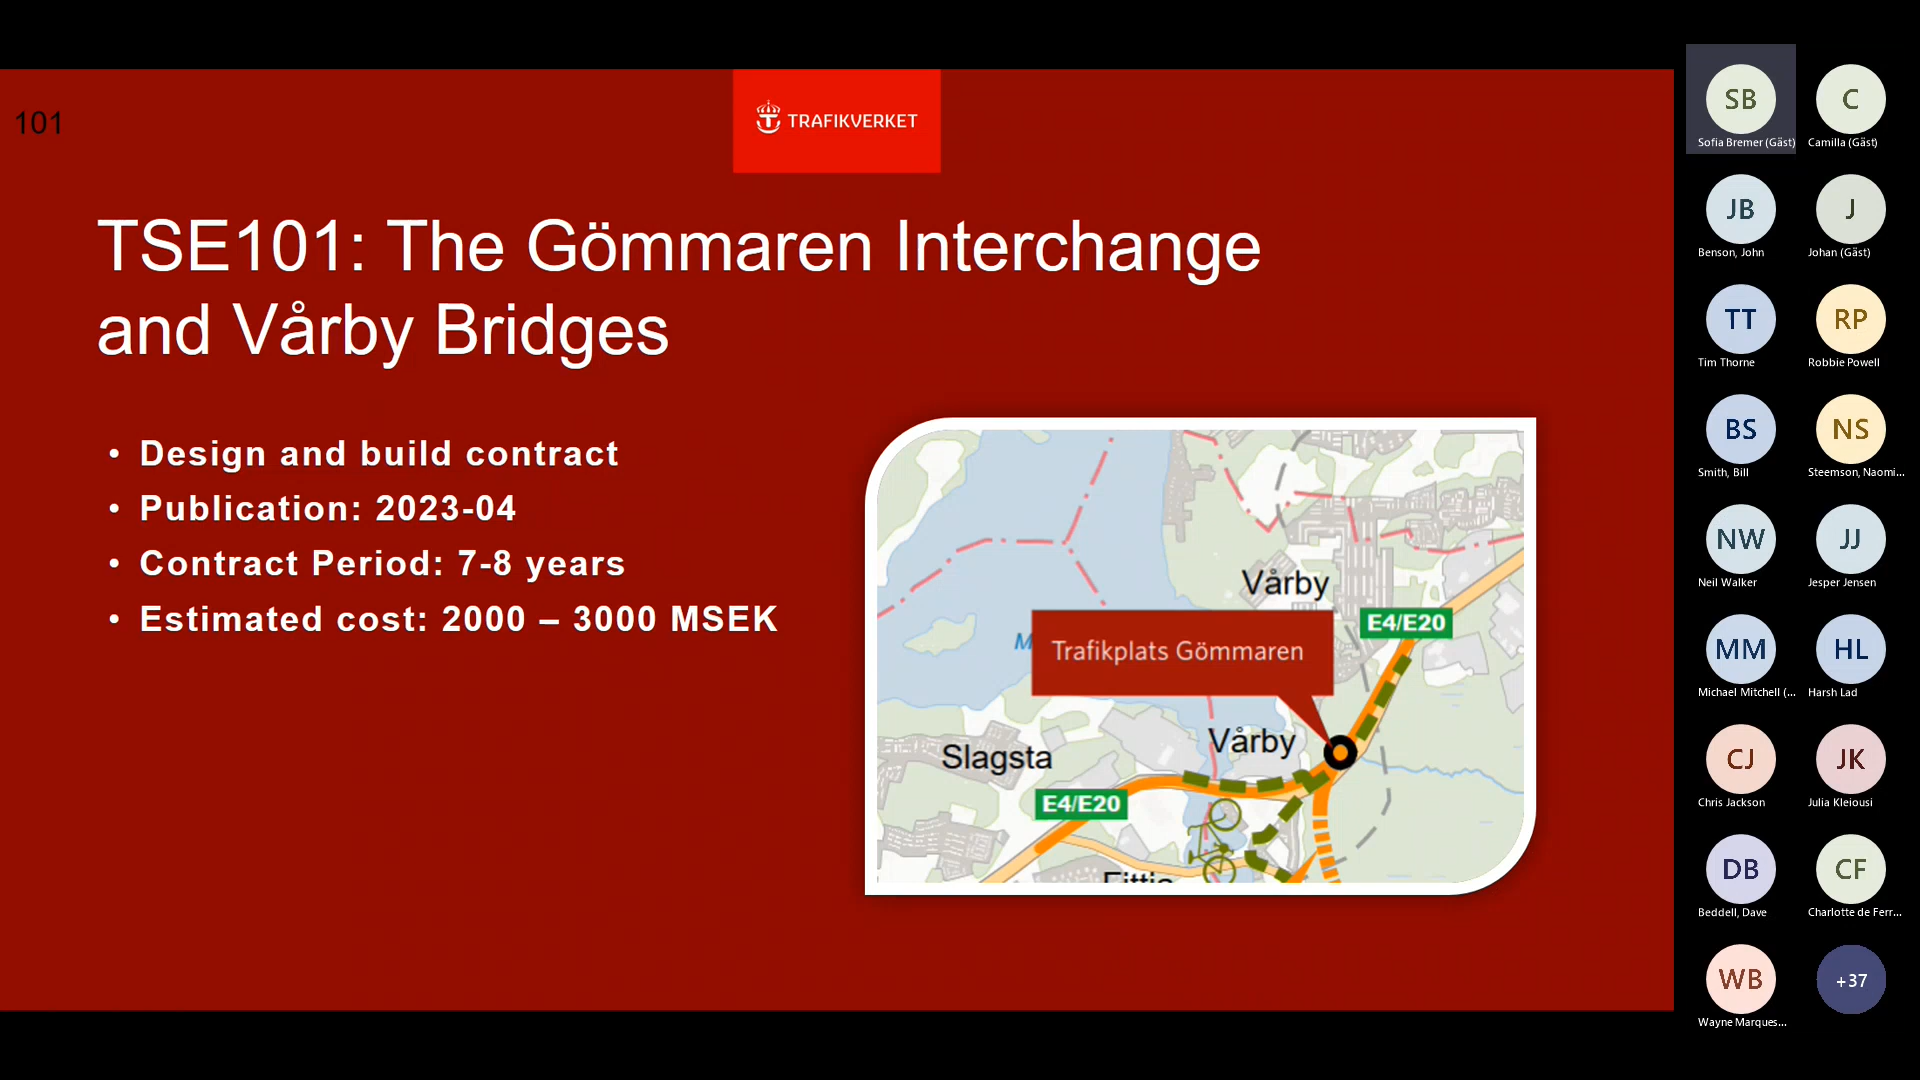 101
TRAFIKVERKET
TSE101: The Gömmaren Interchange
and Vårby Bridges
• Design and build contract
• Publication: 2023-04
• Contract Period: 7-8 years
• Estimated cost: 2000 – 3000 MSEK
Vårby
E4/E20
Trafikplats Gömmaren
Vårby
Slagsta
E4/E20
SB
Sofia Bremer (Gäst)
C
Camilla (Gäst)
JB
Benson, John
J
Johan (Gäst)
TT
Tim Thorne
RP
Robbie Powell
BS
Smith, Bill
NS
Steemson, Naomi...
NW
Neil Walker
JJ
Jesper Jensen
MM
Michael Mitchell (...
HL
Harsh Lad
CJ
Chris Jackson
JK
Julia Kleiousi
DB
Beddell, Dave
CF
Charlotte de Ferr...
WB
Wayne Marques...
+37